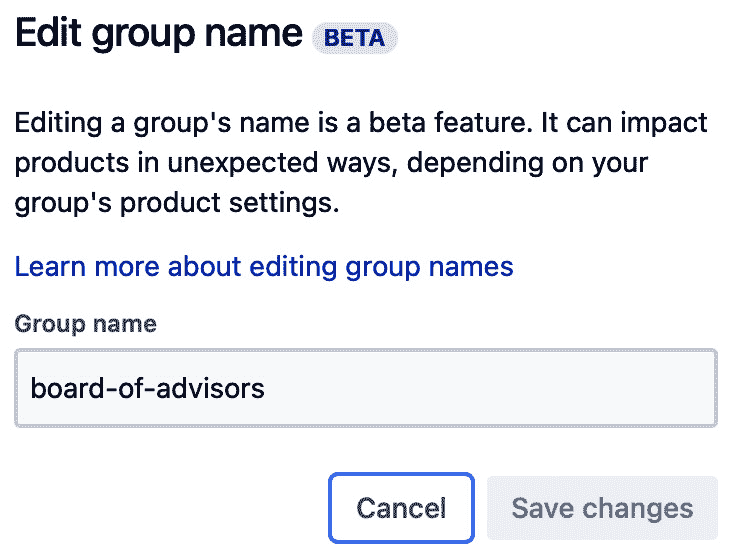 Edit group name BETA
Editing a group's name is a beta feature. It can impact
products in unexpected ways, depending on your
group's product settings.
Learn more about editing group names
Group name
board-of-advisors
Cancel Save changes